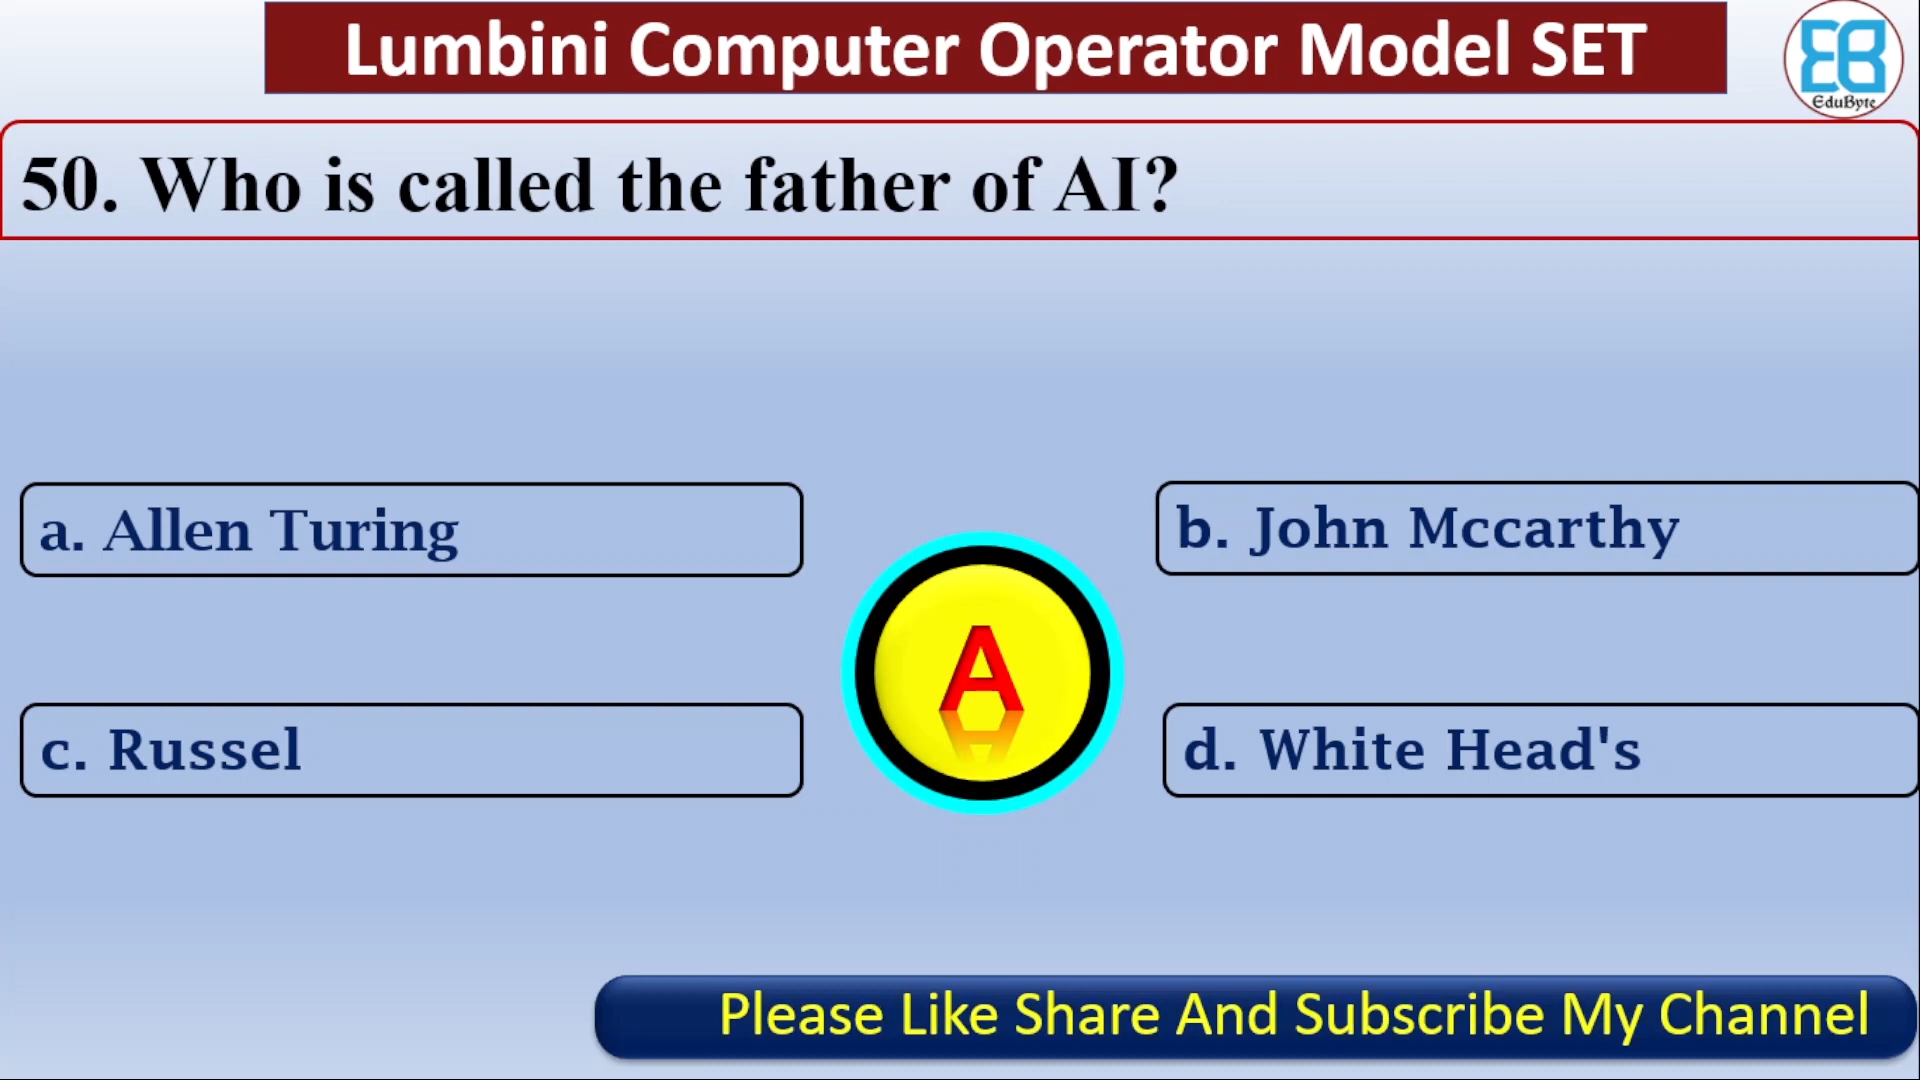 Lumbini Computer Operator Model SET
EduByte
50. Who is called the father of AI?
a. Allen Turing
b. John Mccarthy
A
c. Russel
d. White Head's
Please Like Share And Subscribe My Channel